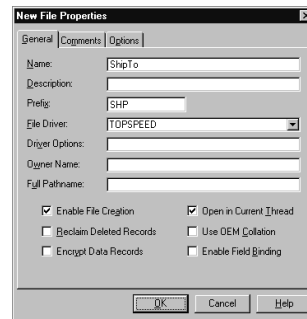 New File Properties
General Comments Options
Name: ShipTo
Description:
Prefix: SHP
File Driver: TOPSPEED
Driver Options:
Owner Name:
Full Pathname:
Enable File Creation Open in Current Thread
Reclaim Deleted Records Use OEM Collation
Encrypt Data Records Enable Field Binding
OK Cancel Help